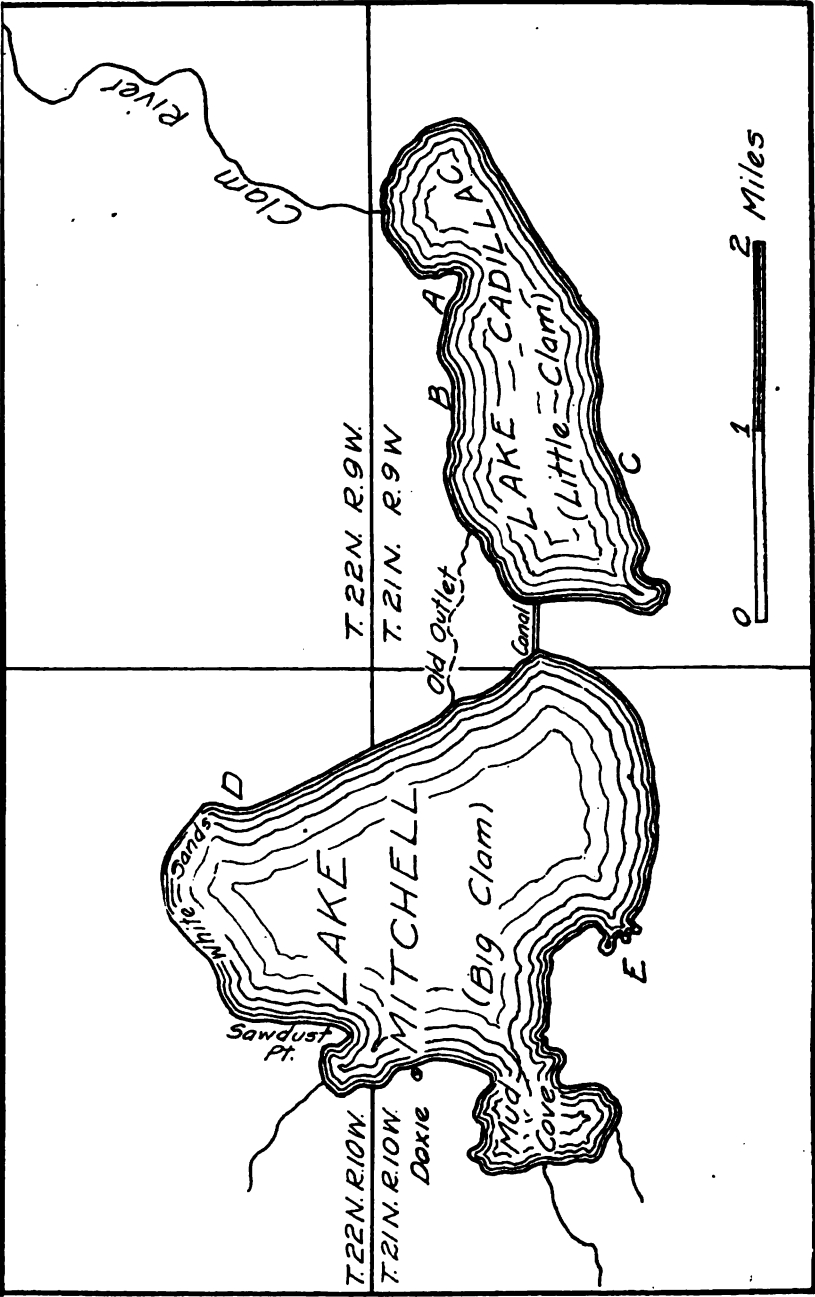 T. 22 N. R. 10 W.
T. 21 N. R. 10 W.
T. 22 N. R. 9 W.
T. 21 N. R. 9 W
Clam River
White Sands
D
Sawdust
Pt.
LAKE
MITCHELL
(Big Clam)
Doxie
Mud
Cove
E
Old Outlet
Canal
A
B
LAKE CADILLAC
(Little Clam)
C
0 1 2 Miles